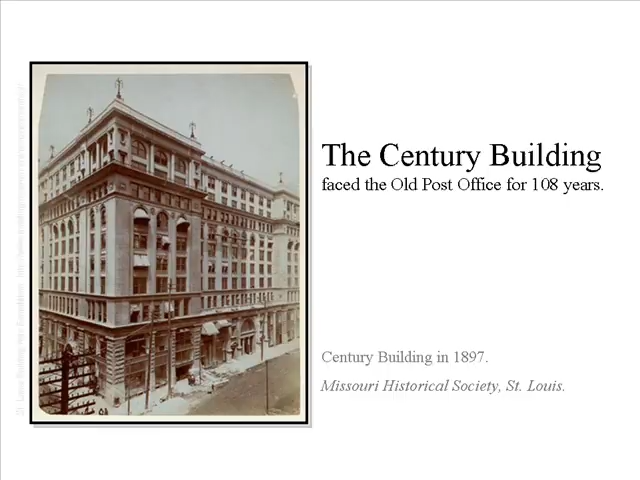 The Century Building
faced the Old Post Office for 108 years.
Century Building in 1897.
Missouri Historical Society, St. Louis.